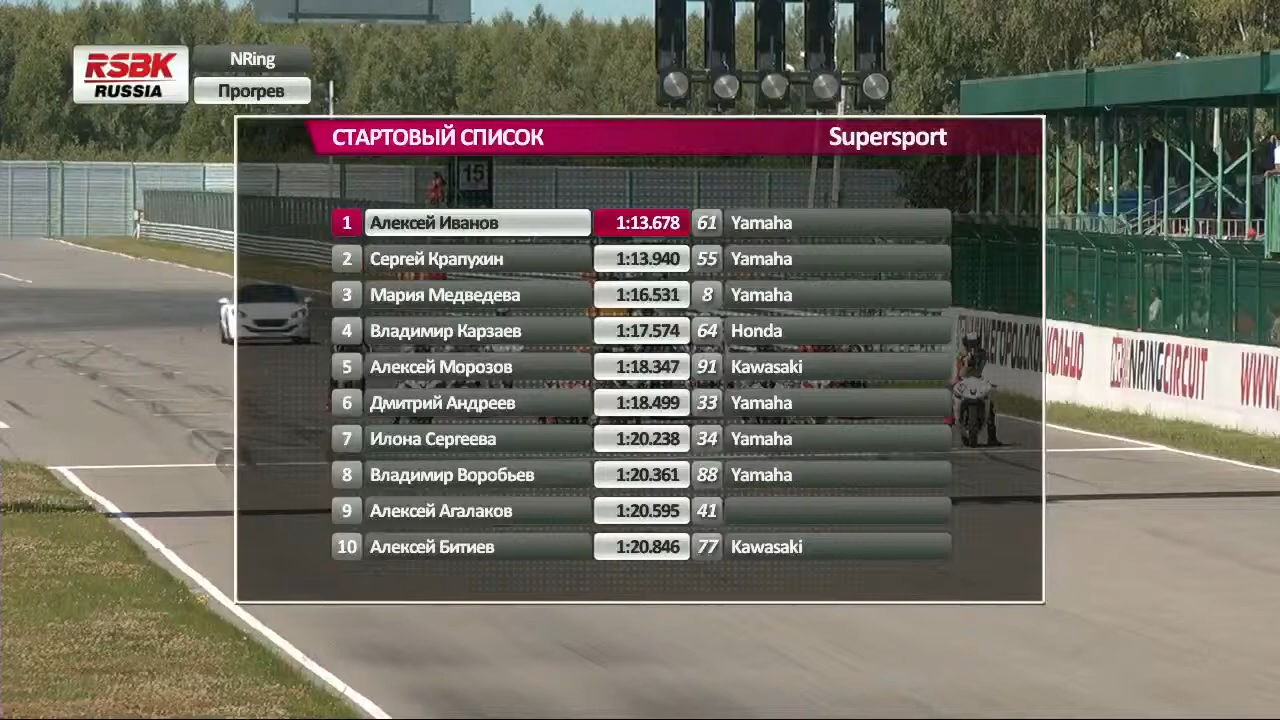 RSBK
RUSSIA
NRing
Прогрев
СТАРТОВЫЙ СПИСОК Supersport
15
1 Алексей Иванов 1:13.678 61 Yamaha
2 Сергей Крапухин 1:13.940 55 Yamaha
3 Мария Медведева 1:16.531 8 Yamaha
4 Владимир Карзаев 1:17.574 64 Honda
5 Алексей Морозов 1:18.347 91 Kawasaki
6 Дмитрий Андреев 1:18.499 33 Yamaha
7 Илона Сергеева 1:20.238 34 Yamaha
8 Владимир Воробьев 1:20.361 88 Yamaha
9 Алексей Агалаков 1:20.595 41
10 Алексей Битиев 1:20.846 77 Kawasaki
КОЛЬЦО
NRINGCIRCUIT
WWW.